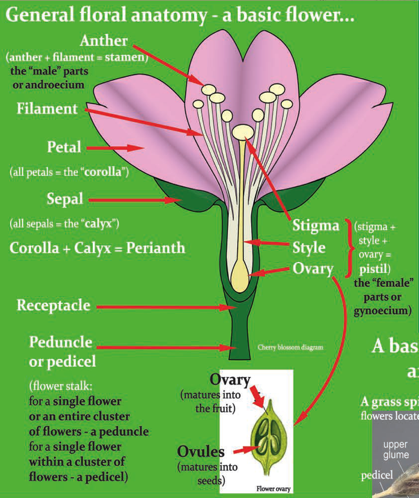 General floral anatomy - a basic flower...
Anther
(anther + filament = stamen)
the "male" parts
or androecium
Filament
Petal
(all petals = the "corolla")
Sepal
(all sepals = the "calyx")
Corolla + Calyx = Perianth
Stigma
Style
Ovary
(stigma +
style +
ovary =
pistil)
the "female"
parts or
gynoecium)
Receptacle
Peduncle
or pedicel
(flower stalk:
for a single flower
or an entire cluster
of flowers - a peduncle
for a single flower
within a cluster of
flowers - a pedicel)
Cherry blossom diagram
Ovary
(matures into
the fruit)
Ovules
(matures into
seeds)
Flower ovary
A bas
a
A grass spi
flowers locate
upper
glume
pedicel